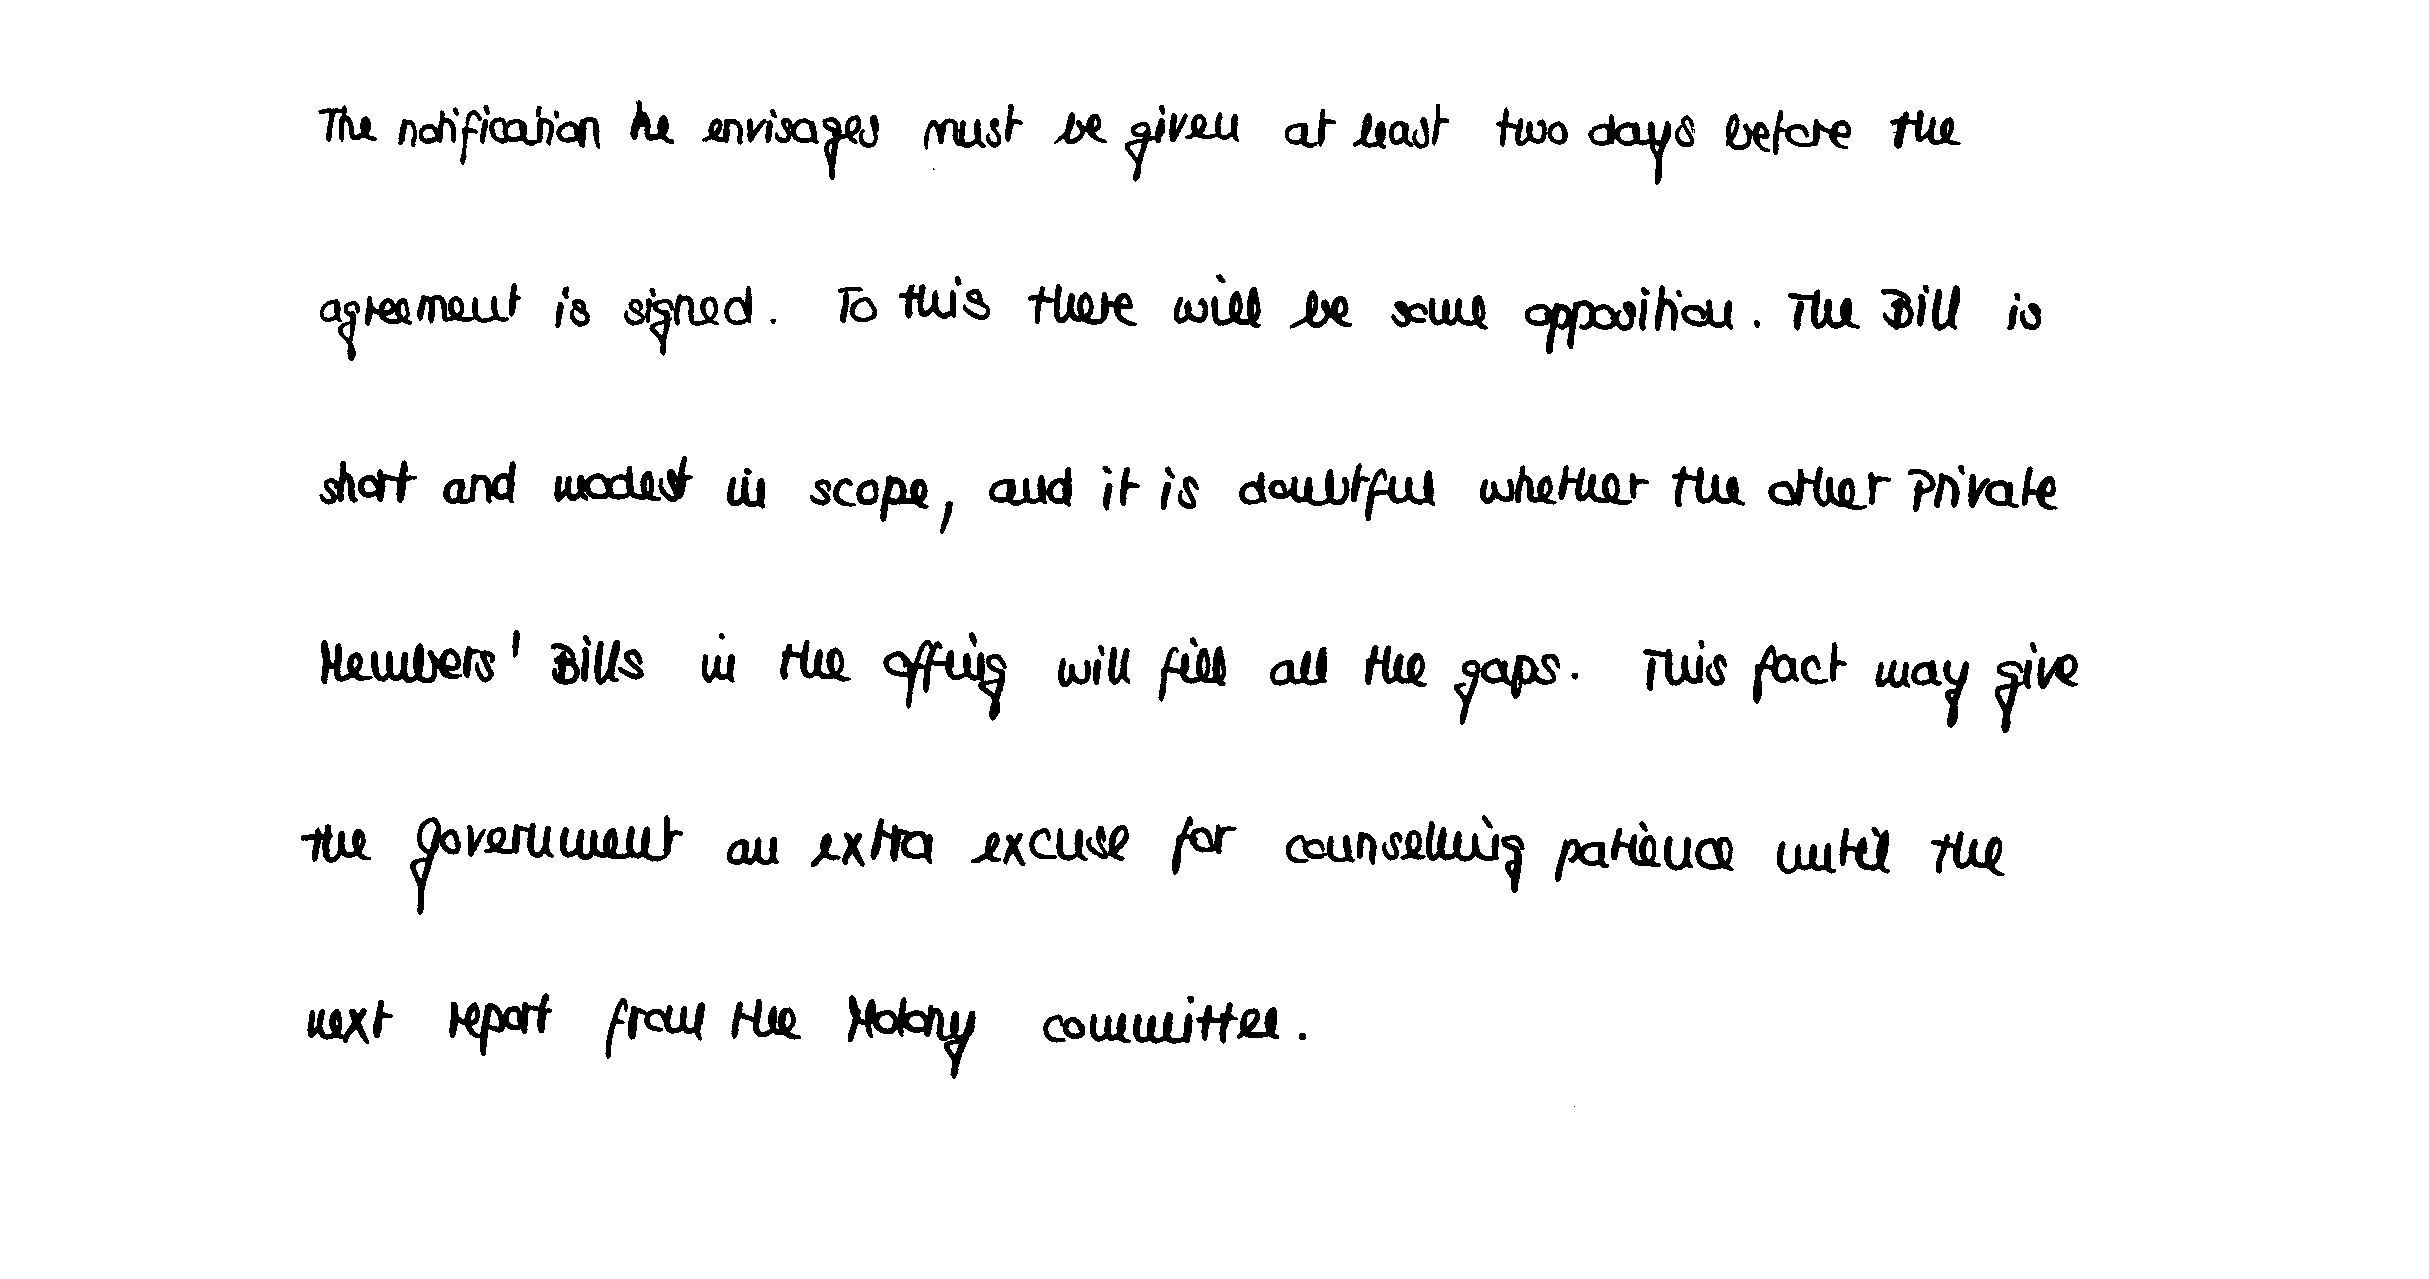 The notification he envisages must be given at least two days before the
agreement is signed. To this there will be some opposition. The Bill is
short and modest in scope, and it is doubtful whether the other Private
Members' Bills in the offing will fill all the gaps. This fact may give
the government an extra excuse for counselling patience until the
next report from the Molony committee.